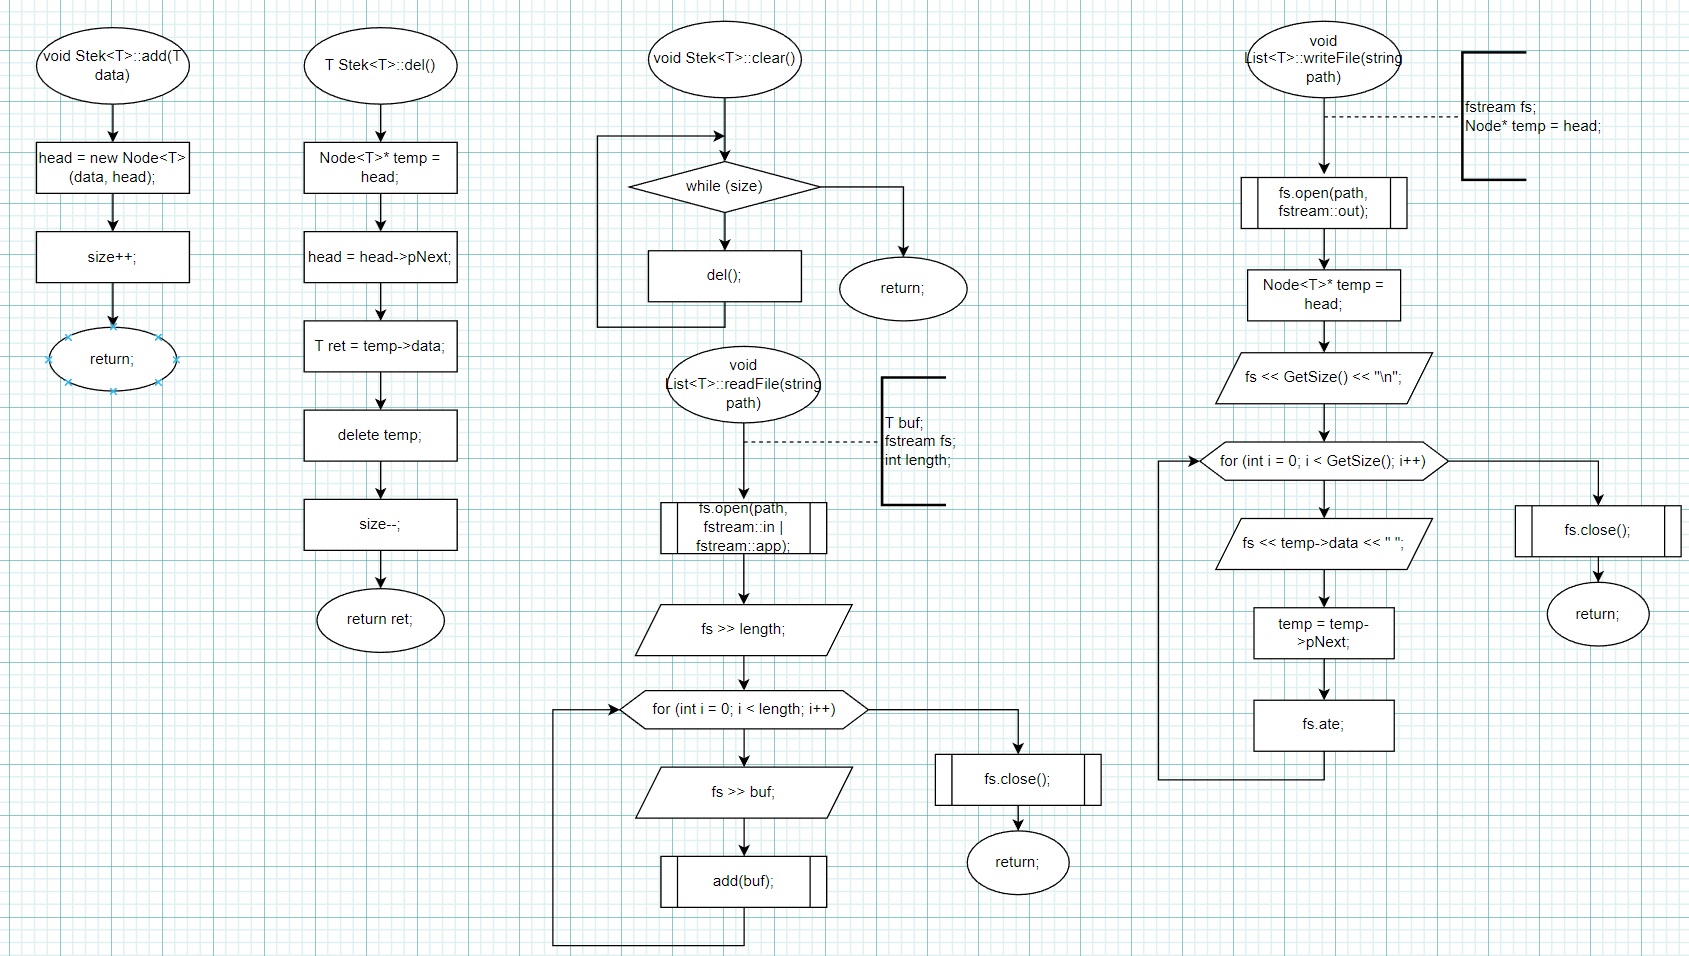 void Stek<T>::add(T
data)
head = new Node<T>
(data, head);
size++;
return;
T Stek<T>::del()
Node<T>* temp =
head;
head = head->pNext;
T ret = temp->data;
delete temp;
size--;
return ret;
void Stek<T>::clear()
while (size)
del();
return;
void
List<T>::readFile(string
path)
T buf;
fstream fs;
int length;
fs.open(path,
fstream::in |
fstream::app);
fs >> length;
for (int i = 0; i < length; i++)
fs >> buf;
add(buf);
fs.close();
return;
void
List<T>::writeFile(string
path)
fstream fs;
Node* temp = head;
fs.open(path,
fstream::out);
Node<T>* temp =
head;
fs << GetSize() << "\n";
for (int i = 0; i < GetSize(); i++)
fs << temp->data << " ";
temp = temp-
>pNext;
fs.ate;
fs.close();
return;